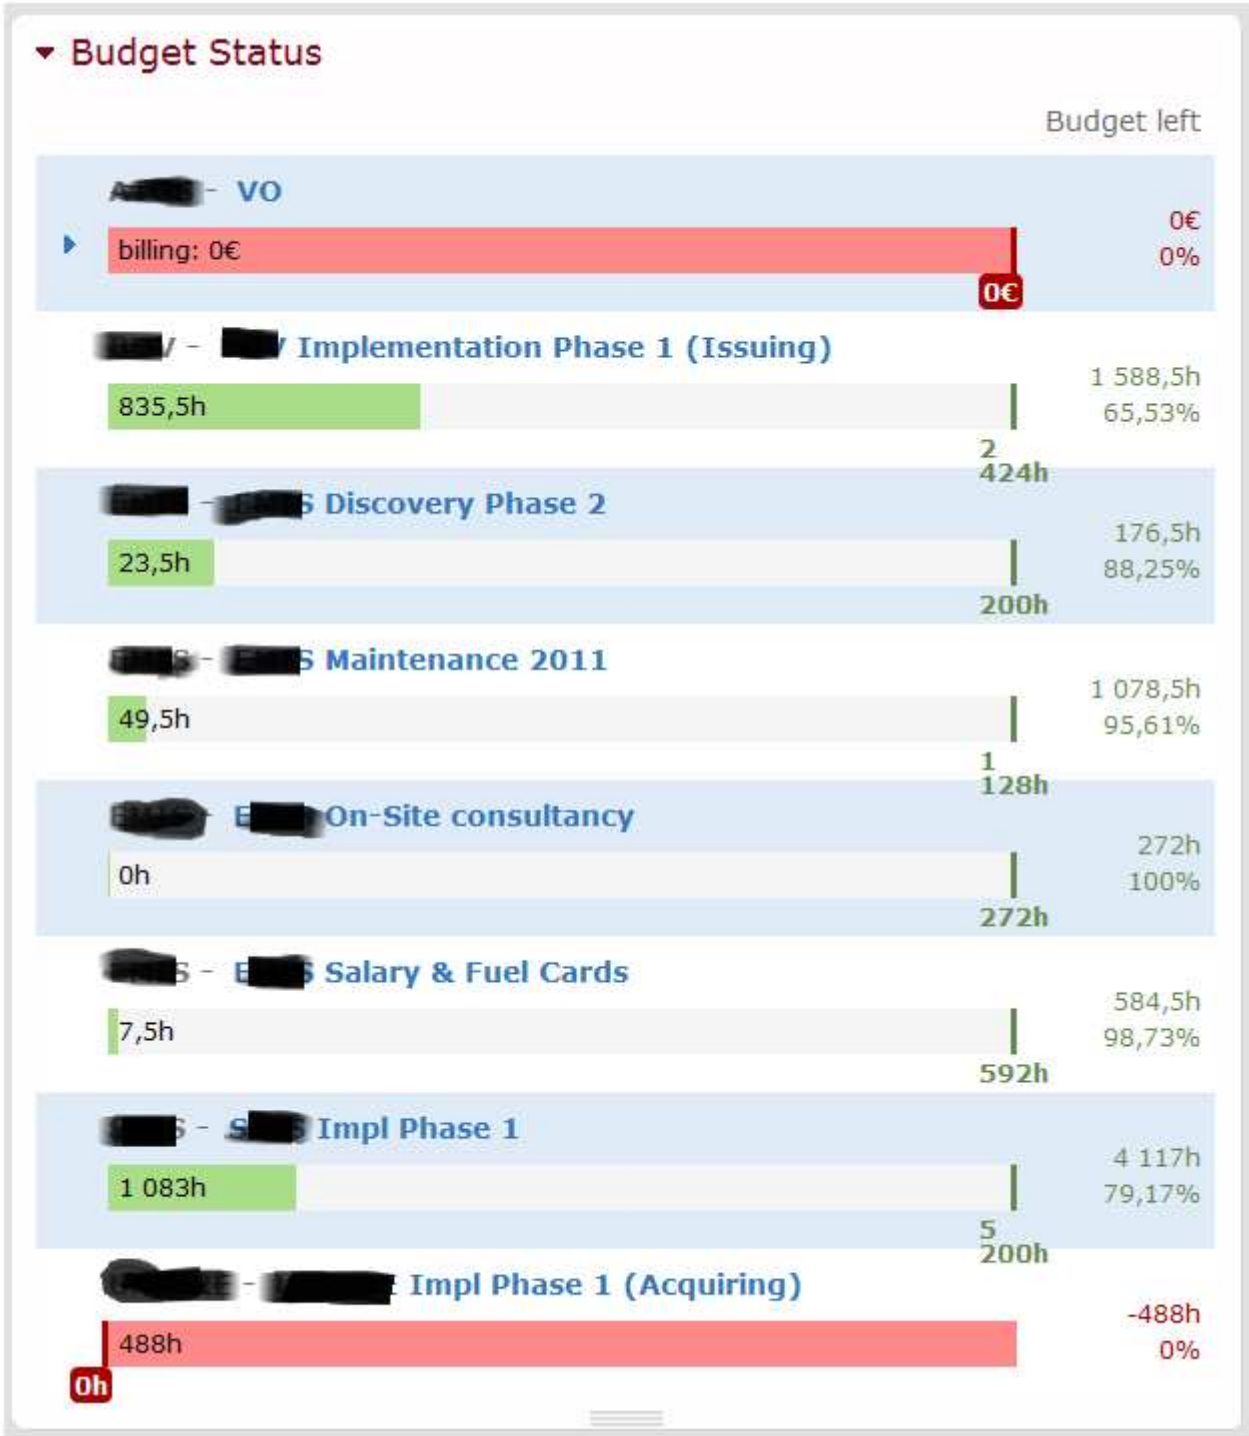 Budget Status
Budget left
- VO
billing: 0€
0€
0%
0€
- Implementation Phase 1 (Issuing)
835,5h
1 588,5h
65,53%
2
424h
- Discovery Phase 2
23,5h
176,5h
88,25%
200h
- Maintenance 2011
49,5h
1 078,5h
95,61%
1
128h
- On-Site consultancy
0h
272h
100%
272h
- Salary & Fuel Cards
7,5h
584,5h
98,73%
592h
- Impl Phase 1
1 083h
4 117h
79,17%
5
200h
- Impl Phase 1 (Acquiring)
488h
-488h
0%
0h